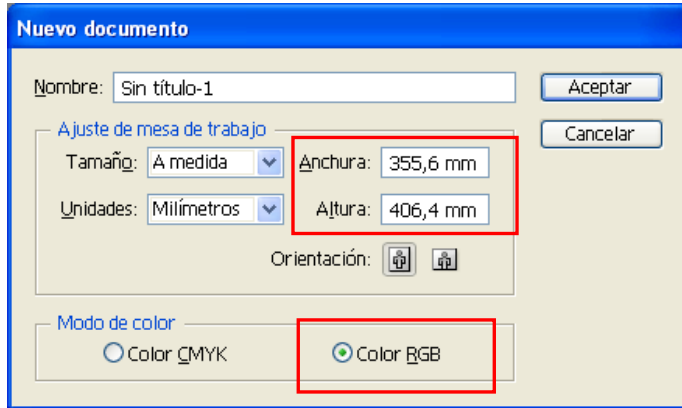 Nuevo documento
Nombre: Sin título-1
Aceptar
Cancelar
Ajuste de mesa de trabajo
Tamaño: A medida Anchura: 355,6 mm
Unidades: Milímetros Altura: 406,4 mm
Orientación:
Modo de color
Color CMYK Color RGB